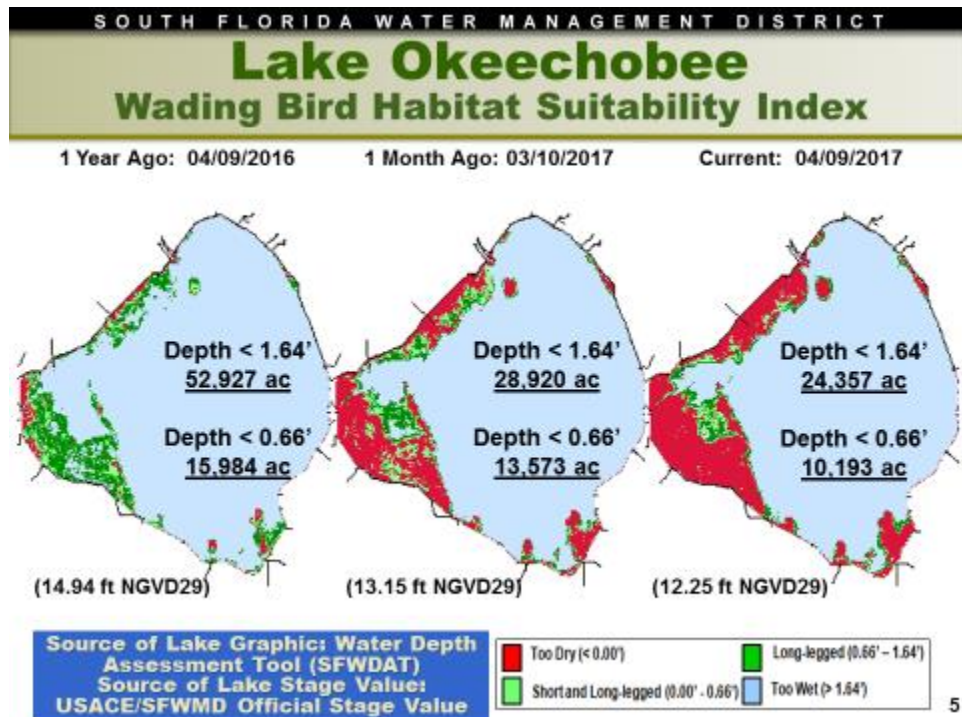 SOUTH FLORIDA WATER MANAGEMENT DISTRICT
Lake Okeechobee
Wading Bird Habitat Suitability Index
1 Year Ago: 04/09/2016
1 Month Ago: 03/10/2017
Current: 04/09/2017
Depth < 1.64'
52,927 ac
Depth < 0.66'
15,984 ac
(14.94 ft NGVD29)
Depth < 1.64'
28,920 ac
Depth < 0.66'
13,573 ac
(13.15 ft NGVD29)
Depth < 1.64'
24,357 ac
Depth < 0.66'
10,193 ac
(12.25 ft NGVD29)
Source of Lake Graphic: Water Depth
Assessment Tool (SFWDAT)
Source of Lake Stage Value:
USACE/SFWMD Official Stage Value
Too Dry (< 0.00')
Long-legged (0.66' – 1.64')
Short and Long-legged (0.00' - 0.66')
Too Wet (> 1.64')
5